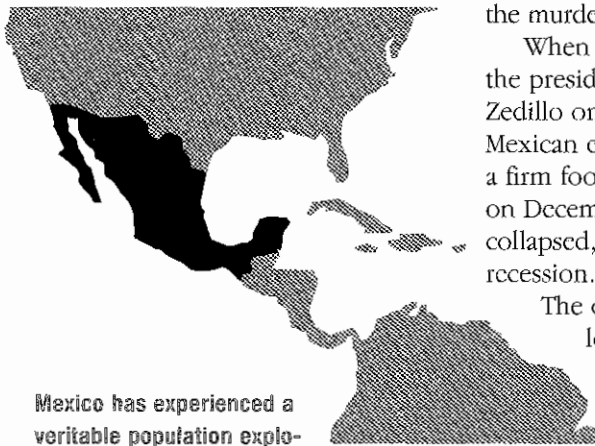 the murde
When
the presid
Zedillo or
Mexican c
a firm foo
on Decem
collapsed,
recession.
The c
lo
Mexico has experienced a
veritable population explo-